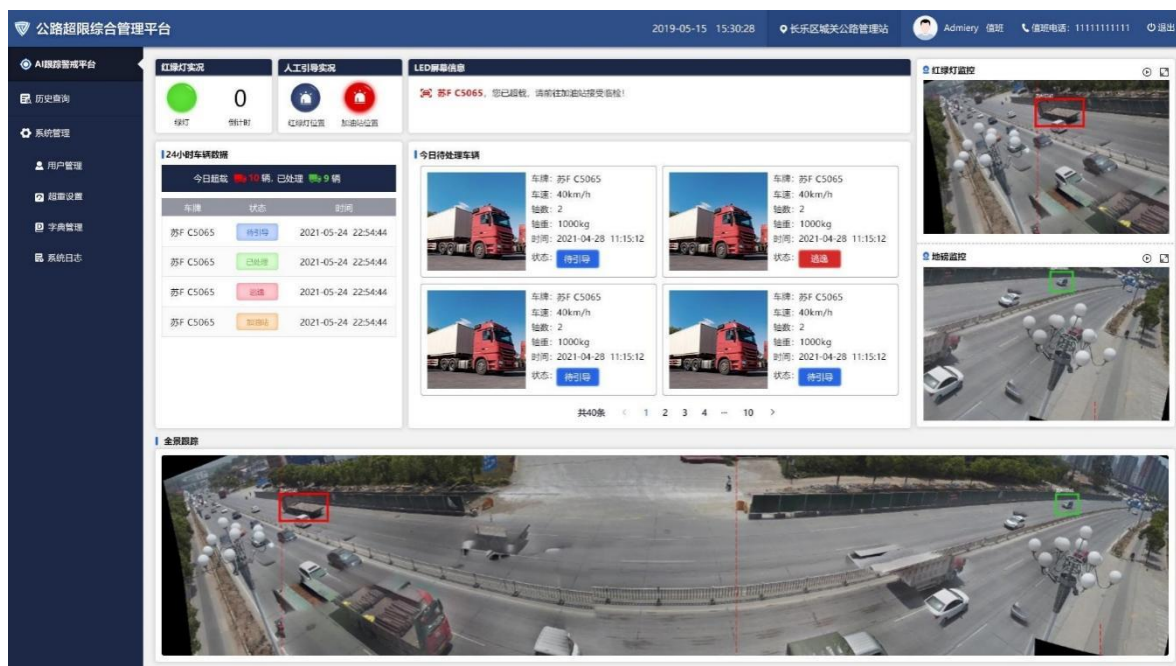 公路超限综合管理平台
2019-05-15 15:30:28
长乐区城关公路管理站
Admiery 值班
值班电话：11111111111
退出
AI跟踪警戒平台
历史查询
系统管理
用户管理
超重设置
字典管理
系统日志
红绿灯实况
绿灯
0
倒计时
人工引导实况
红绿灯位置
加油站位置
LED屏幕信息
苏F C5065，您已超载，请前往加油站接受临检！
24小时车辆数据
今日超载 10 辆，已处理 9 辆
车牌 状态 时间
苏F C5065 待引导 2021-05-24 22:54:44
苏F C5065 已处理 2021-05-24 22:54:44
苏F C5065 逃逸 2021-05-24 22:54:44
苏F C5065 加油站 2021-05-24 22:54:44
今日待处理车辆
车牌：苏F C5065
车速：40km/h
轴数：2
轴重：1000kg
时间：2021-04-28 11:15:12
状态：待引导
车牌：苏F C5065
车速：40km/h
轴数：2
轴重：1000kg
时间：2021-04-28 11:15:12
状态：逃逸
车牌：苏F C5065
车速：40km/h
轴数：2
轴重：1000kg
时间：2021-04-28 11:15:12
状态：待引导
车牌：苏F C5065
车速：40km/h
轴数：2
轴重：1000kg
时间：2021-04-28 11:15:12
状态：待引导
共40条 < 1 2 3 4 ··· 10 >
红绿灯监控
地磅监控
全景跟踪